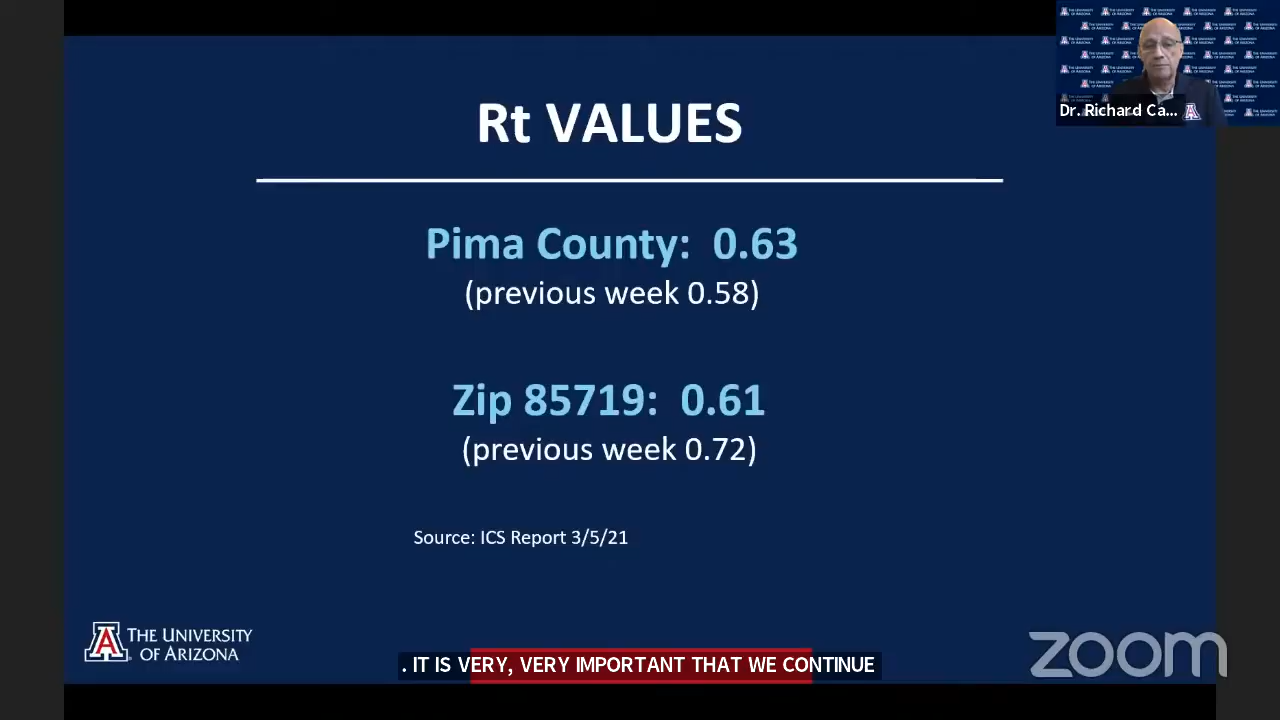 Rt VALUES
Pima County: 0.63
(previous week 0.58)
Zip 85719: 0.61
(previous week 0.72)
Source: ICS Report 3/5/21
THE UNIVERSITY
OF ARIZONA
A
. IT IS VERY, VERY IMPORTANT THAT WE CONTINUE
zoom
Dr. Richard Ca...
A